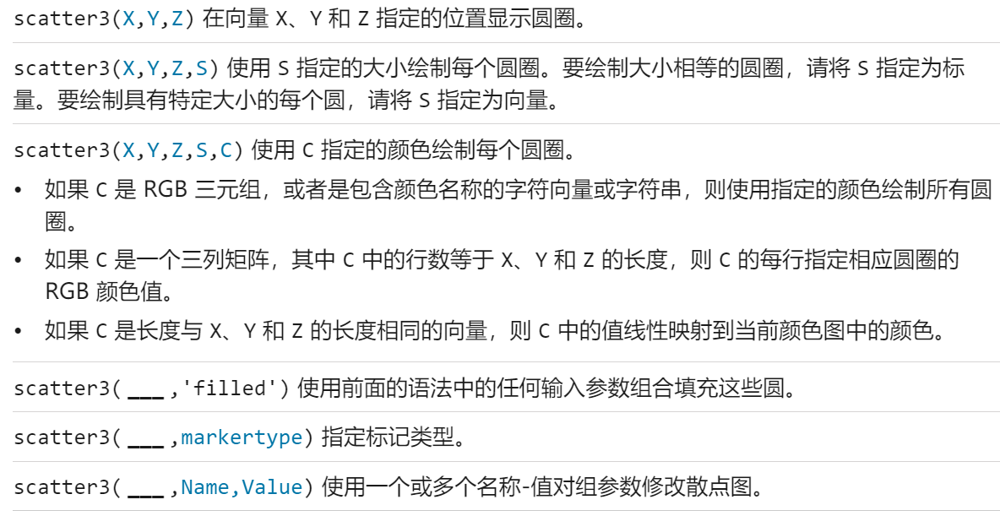 scatter3(X,Y,Z) 在向量 X、Y 和 Z 指定的位置显示圆圈。
scatter3(X,Y,Z,S) 使用 S 指定的大小绘制每个圆圈。要绘制大小相等的圆圈，请将 S 指定为标
量。要绘制具有特定大小的每个圆，请将 S 指定为向量。
scatter3(X,Y,Z,S,C) 使用 C 指定的颜色绘制每个圆圈。
• 如果 C 是 RGB 三元组，或者是包含颜色名称的字符向量或字符串，则使用指定的颜色绘制所有圆
圈。
• 如果 C 是一个三列矩阵，其中 C 中的行数等于 X、Y 和 Z 的长度，则 C 的每行指定相应圆圈的
RGB 颜色值。
• 如果 C 是长度与 X、Y 和 Z 的长度相同的向量，则 C 中的值线性映射到当前颜色图中的颜色。
scatter3( ___ ,'filled') 使用前面的语法中的任何输入参数组合填充这些圆。
scatter3( ___ ,markertype) 指定标记类型。
scatter3( ___ ,Name,Value) 使用一个或多个名称-值对组参数修改散点图。